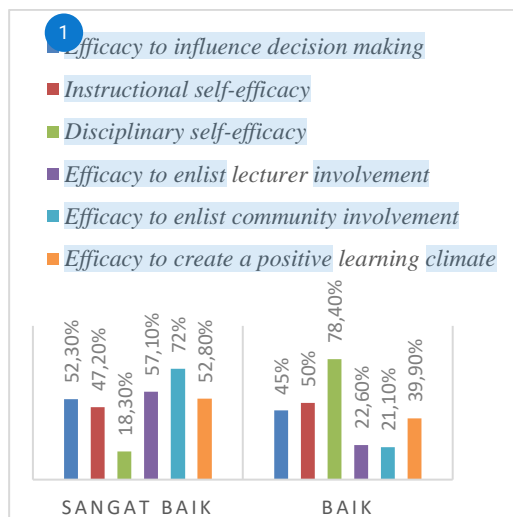 1
Efficacy to influence decision making
Instructional self-efficacy
Disciplinary self-efficacy
Efficacy to enlist lecturer involvement
Efficacy to enlist community involvement
Efficacy to create a positive learning climate
52,30%
47,20%
18,30%
57,10%
72%
52,80%
45%
50%
78,40%
22,60%
21,10%
39,90%
SANGAT BAIK
BAIK